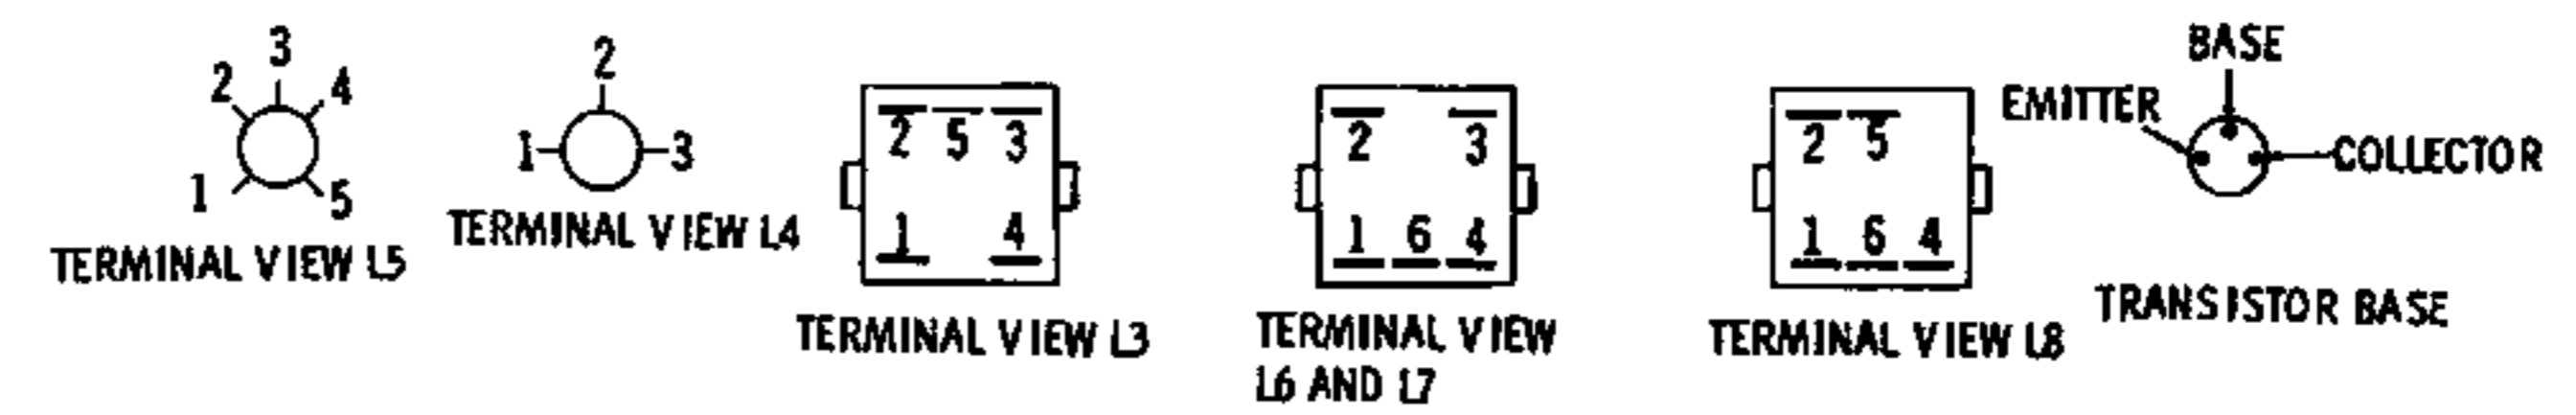 3
2 4
1 5
TERMINAL VIEW L5
2
1 3
TERMINAL VIEW L4
2 5 3
1 4
TERMINAL VIEW L3
2 3
1 6 4
TERMINAL VIEW
L6 AND L7
2 5
1 6 4
TERMINAL VIEW L8
BASE
EMITTER
COLLECTOR
TRANSISTOR BASE